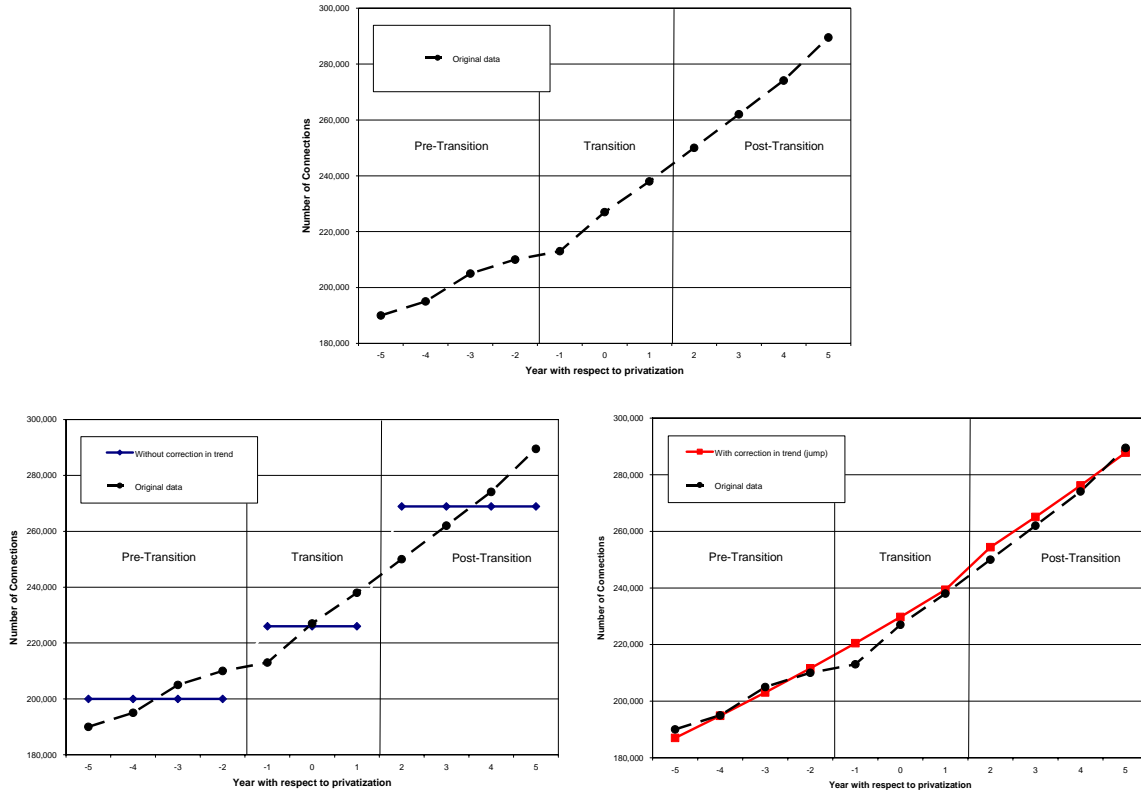 300,000
280,000
260,000
240,000
220,000
200,000
180,000
Number of Connections
Original data
Pre-Transition Transition Post-Transition
-5 -4 -3 -2 -1 0 1 2 3 4 5
Year with respect to privatization
300,000
280,000
260,000
240,000
220,000
200,000
180,000
Number of Connections
Without correction in trend
Original data
Pre-Transition Transition Post-Transition
-5 -4 -3 -2 -1 0 1 2 3 4 5
Year with respect to privatization
300,000
280,000
260,000
240,000
220,000
200,000
180,000
Number of Connections
With correction in trend (jump)
Original data
Pre-Transition Transition Post-Transition
-5 -4 -3 -2 -1 0 1 2 3 4 5
Year with respect to privatization